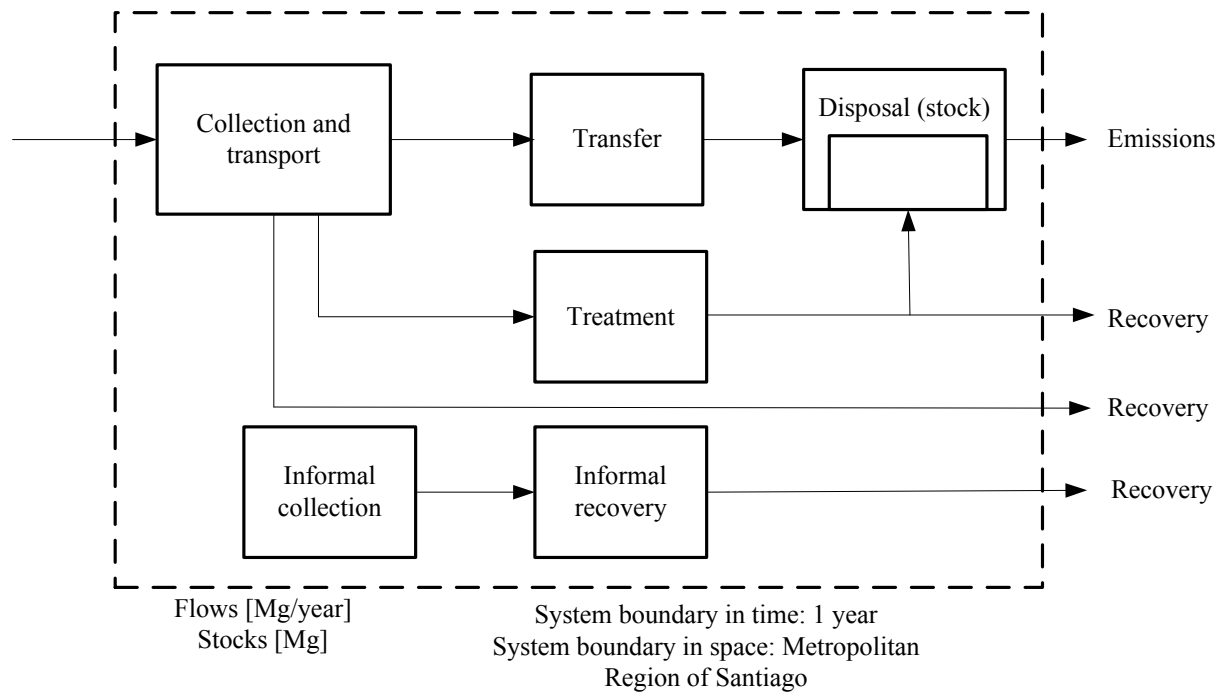 Collection and
transport
Transfer
Disposal (stock)
Emissions
Treatment
Recovery
Recovery
Informal
collection
Informal
recovery
Recovery
Flows [Mg/year]
Stocks [Mg]
System boundary in time: 1 year
System boundary in space: Metropolitan
Region of Santiago